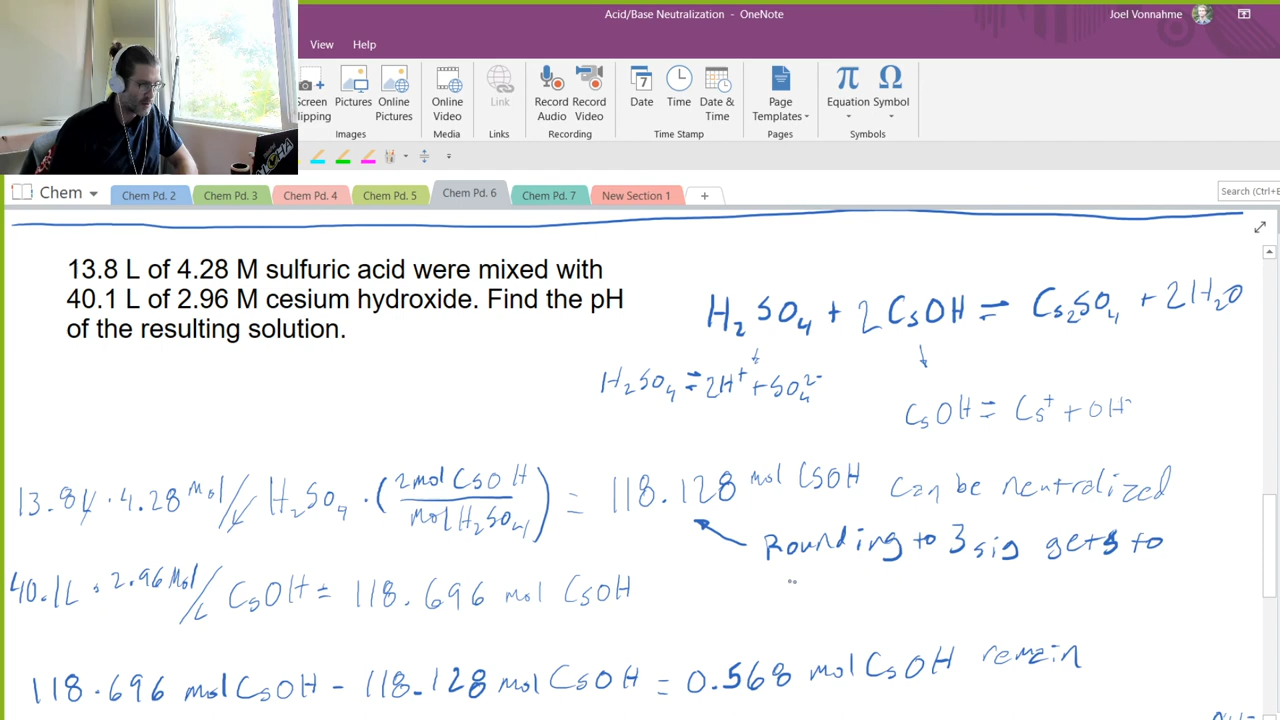 Acid/Base Neutralization - OneNote
Joel Vonnahme
View Help
Screen Clipping Pictures Online Pictures Online Video Link Record Audio Record Video Date Time Date & Time Page Templates Equation Symbol
Images Media Links Recording Time Stamp Pages Symbols
Chem Chem Pd. 2 Chem Pd. 3 Chem Pd. 4 Chem Pd. 5 Chem Pd. 6 Chem Pd. 7 New Section 1 + Search (Ctrl+E
13.8 L of 4.28 M sulfuric acid were mixed with
40.1 L of 2.96 M cesium hydroxide. Find the pH
of the resulting solution.
H₂SO₄ + 2CsOH = Cs₂SO₄ + 2H₂O
H₂SO₄ = 2H⁺ + SO₄²⁻
CsOH = Cs⁺ + OH⁻
13.8L · 4.28 mol/L H₂SO₄ · (2mol CsOH / mol H₂SO₄) = 118.128 mol CsOH can be neutralized
Rounding to 3 sig gets to
40.1L · 2.96 mol/L CsOH = 118.696 mol CsOH
118.696 mol CsOH - 118.128 mol CsOH = 0.568 mol CsOH remain